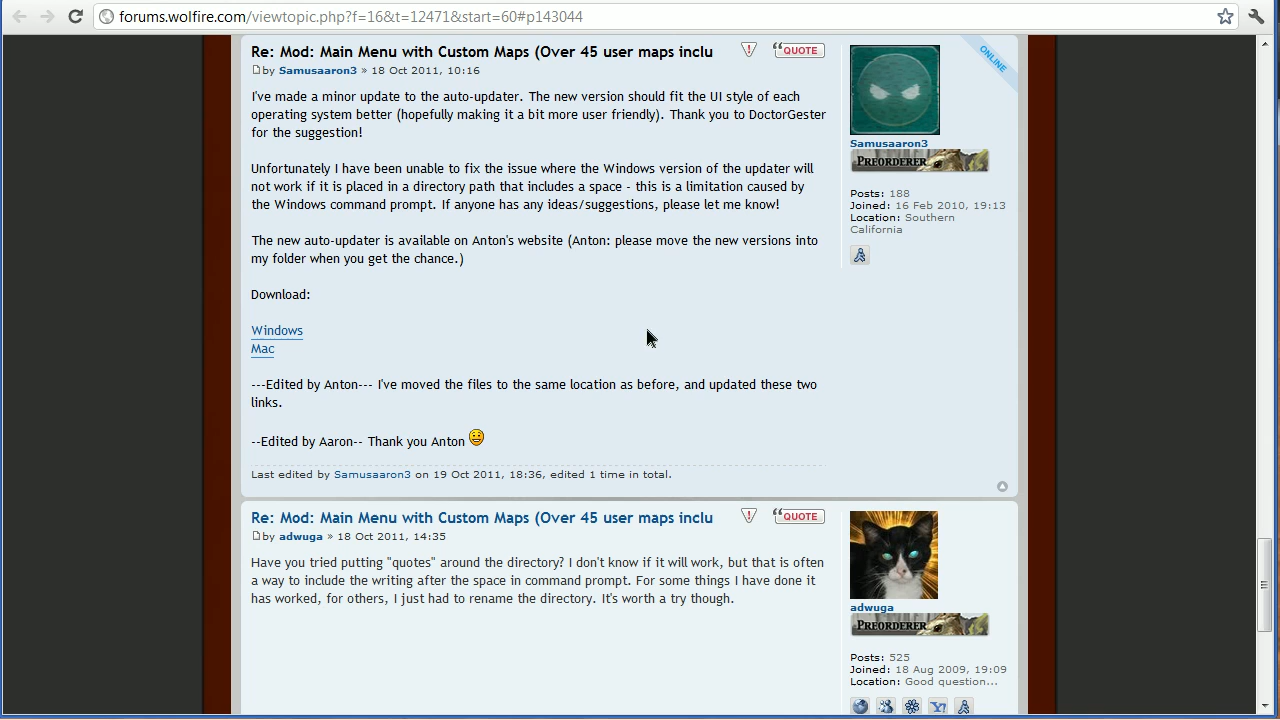 forums.wolfire.com/viewtopic.php?f=16&t=12471&start=60#p143044
Re: Mod: Main Menu with Custom Maps (Over 45 user maps inclu
QUOTE
by Samusaaron3 » 18 Oct 2011, 10:16
I've made a minor update to the auto-updater. The new version should fit the UI style of each
operating system better (hopefully making it a bit more user friendly). Thank you to DoctorGester
for the suggestion!
Unfortunately I have been unable to fix the issue where the Windows version of the updater will
not work if it is placed in a directory path that includes a space - this is a limitation caused by
the Windows command prompt. If anyone has any ideas/suggestions, please let me know!
The new auto-updater is available on Anton's website (Anton: please move the new versions into
my folder when you get the chance.)
Download:
Windows
Mac
---Edited by Anton--- I've moved the files to the same location as before, and updated these two
links.
--Edited by Aaron-- Thank you Anton
Last edited by Samusaaron3 on 19 Oct 2011, 18:36, edited 1 time in total.
ONLINE
Samusaaron3
PREORDERER
Posts: 188
Joined: 16 Feb 2010, 19:13
Location: Southern
California
Re: Mod: Main Menu with Custom Maps (Over 45 user maps inclu
QUOTE
by adwuga » 18 Oct 2011, 14:35
Have you tried putting "quotes" around the directory? I don't know if it will work, but that is often
a way to include the writing after the space in command prompt. For some things I have done it
has worked, for others, I just had to rename the directory. It's worth a try though.
adwuga
PREORDERER
Posts: 525
Joined: 18 Aug 2009, 19:09
Location: Good question...